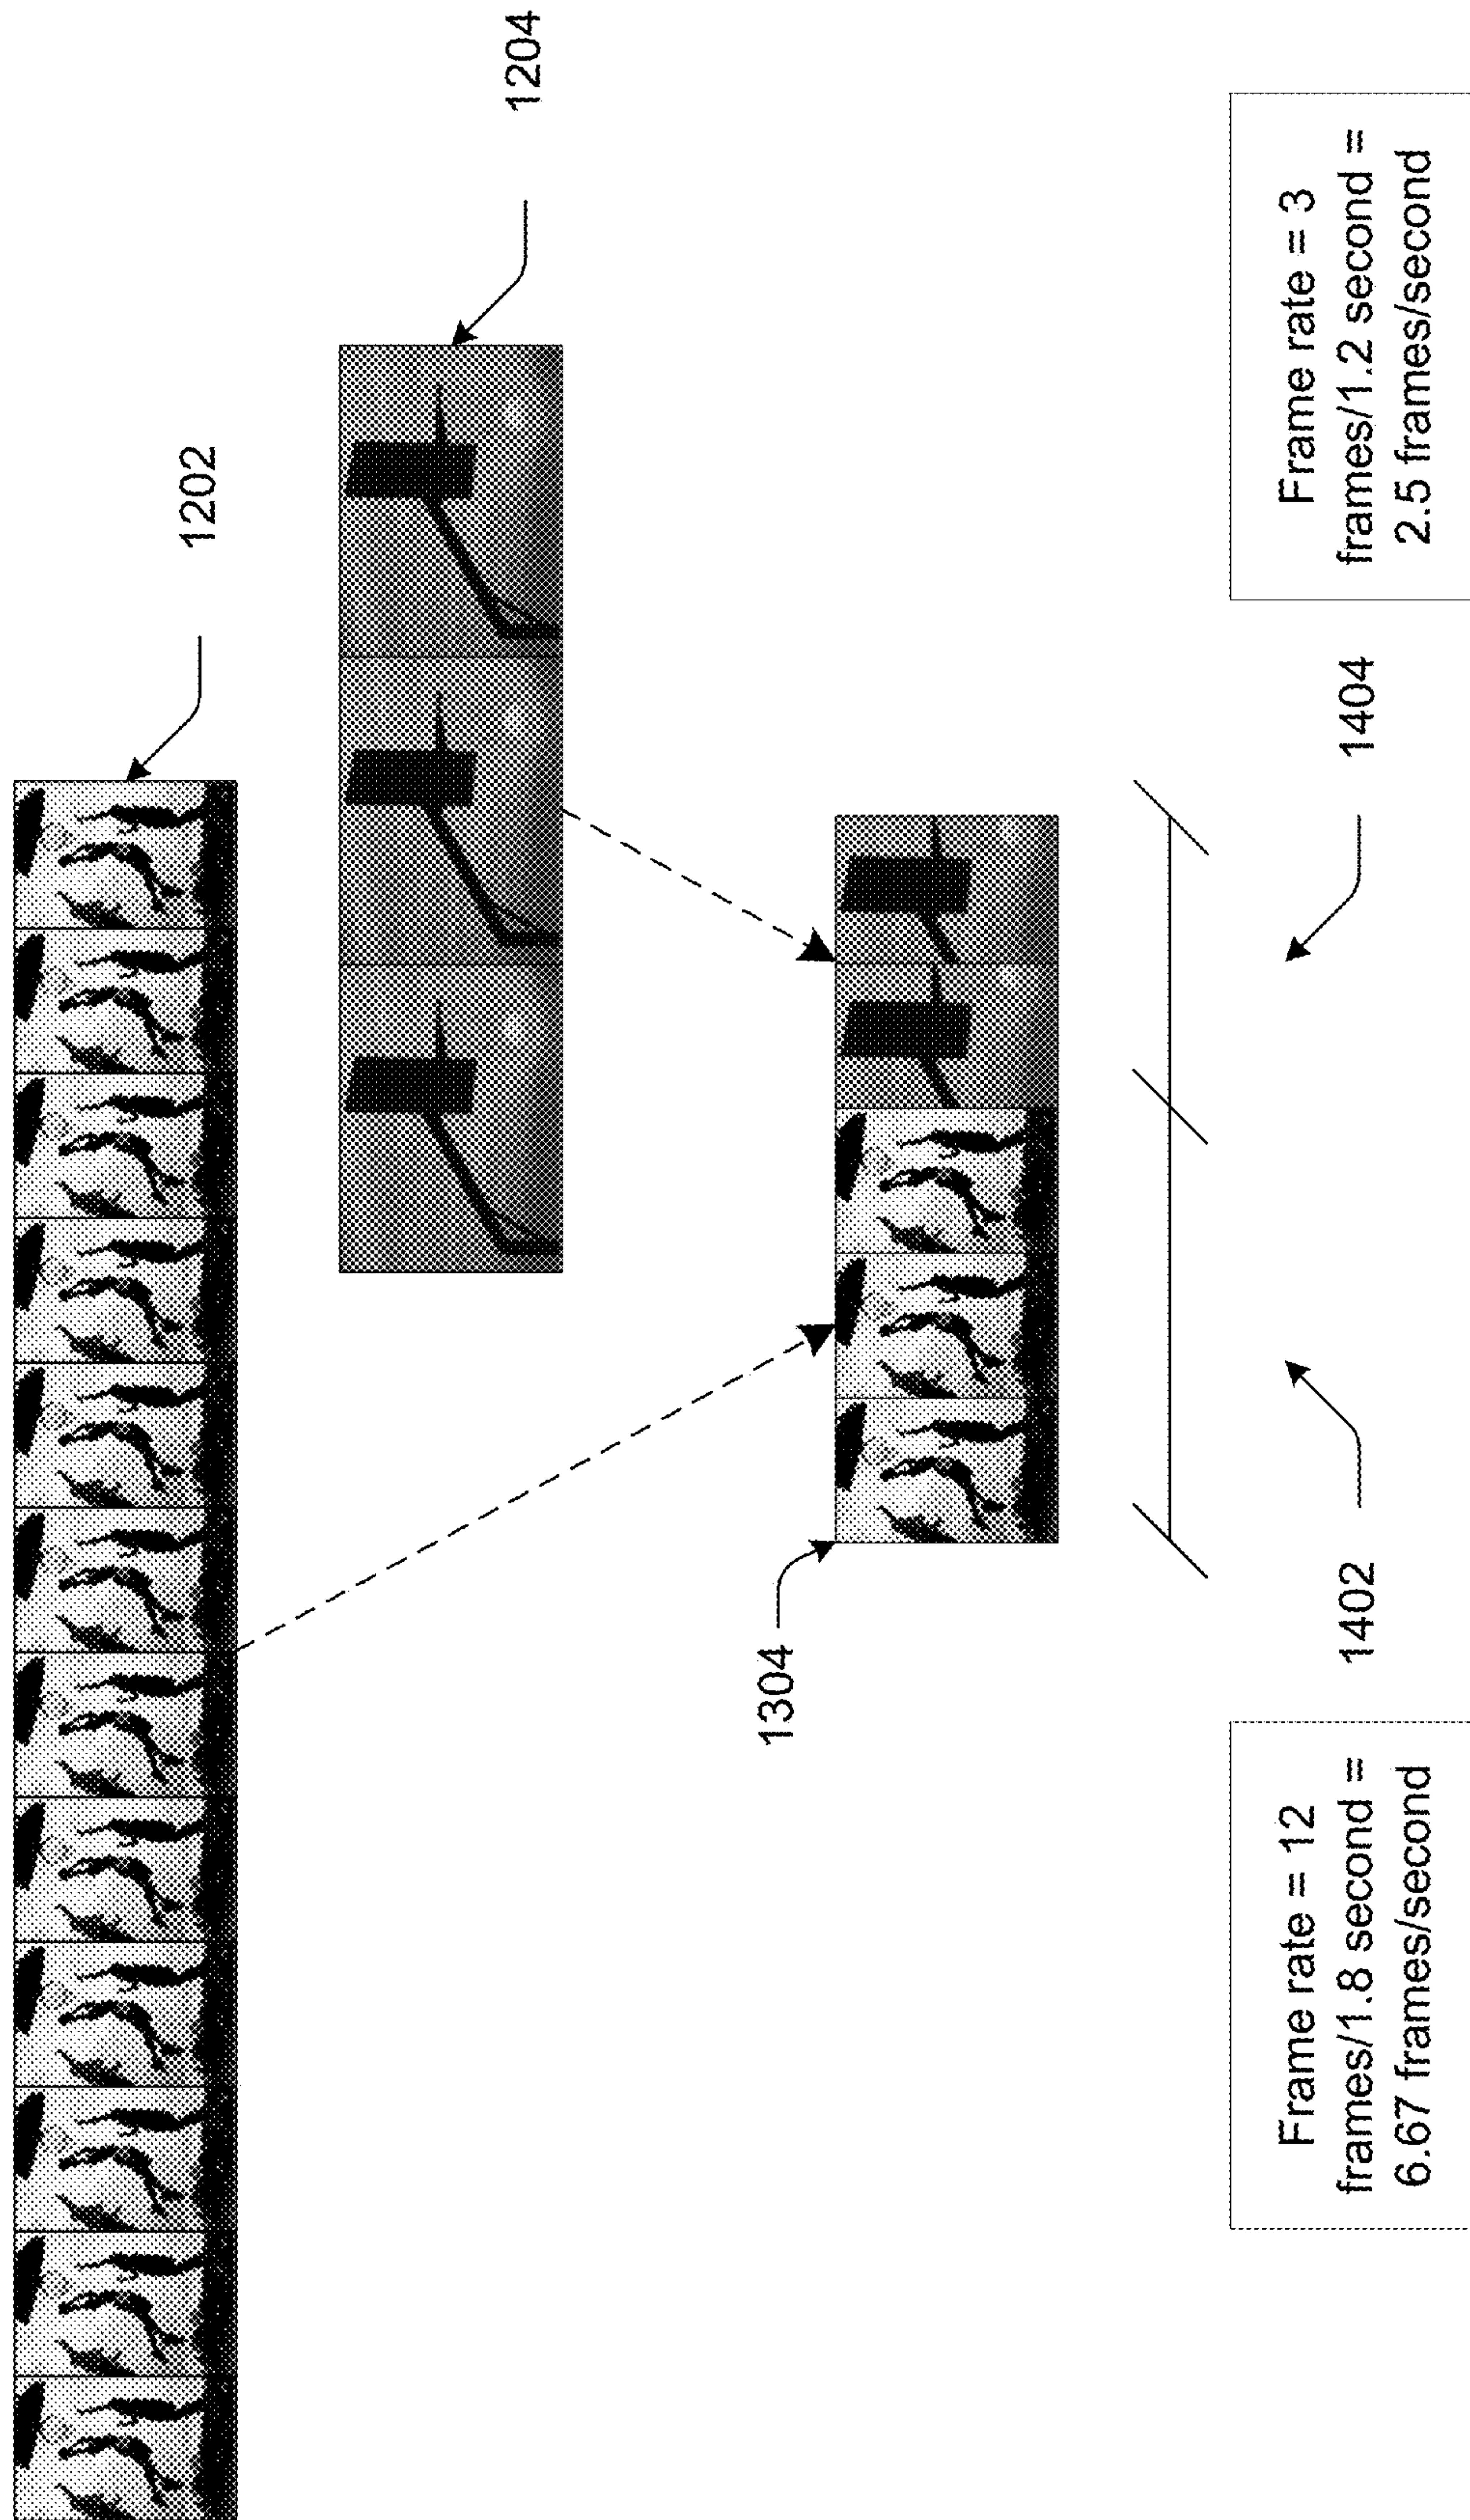 1202
1204
1304
1402
1404
Frame rate = 12
frames/1.8 second =
6.67 frames/second
Frame rate = 3
frames/1.2 second =
2.5 frames/second